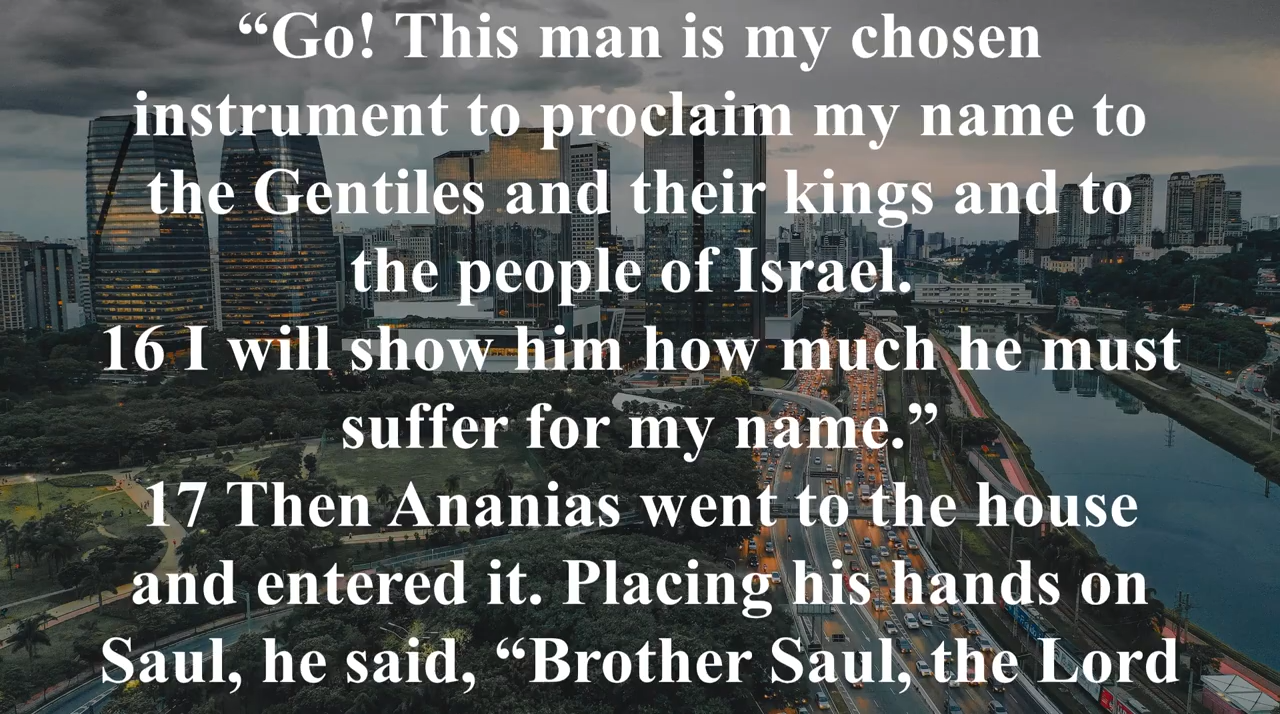 “Go! This man is my chosen
instrument to proclaim my name to
the Gentiles and their kings and to
the people of Israel.
16 I will show him how much he must
suffer for my name.”
17 Then Ananias went to the house
and entered it. Placing his hands on
Saul, he said, “Brother Saul, the Lord